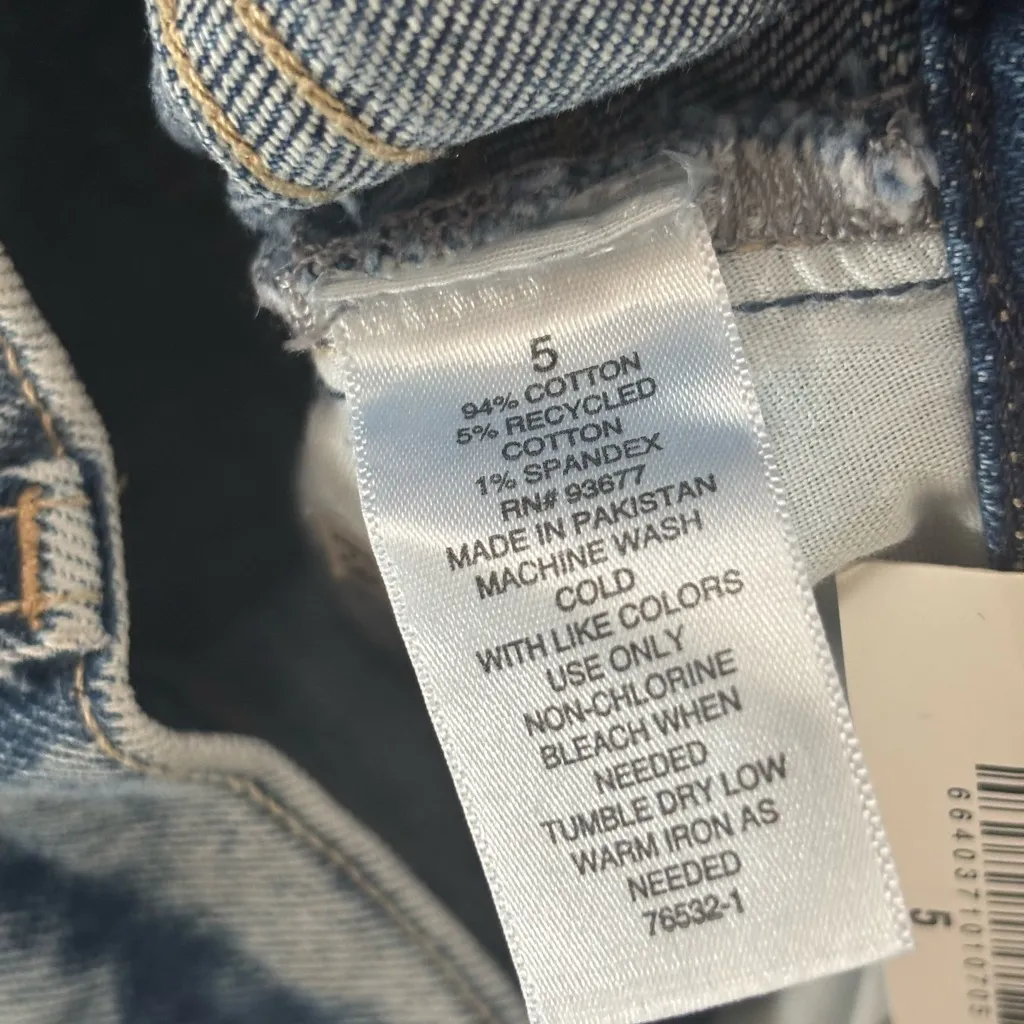 5
94% COTTON
5% RECYCLED
COTTON
1% SPANDEX
RN# 93677
MADE IN PAKISTAN
MACHINE WASH
COLD
WITH LIKE COLORS
USE ONLY
NON-CHLORINE
BLEACH WHEN
NEEDED
TUMBLE DRY LOW
WARM IRON AS
NEEDED
76532-1
6640371010705
5